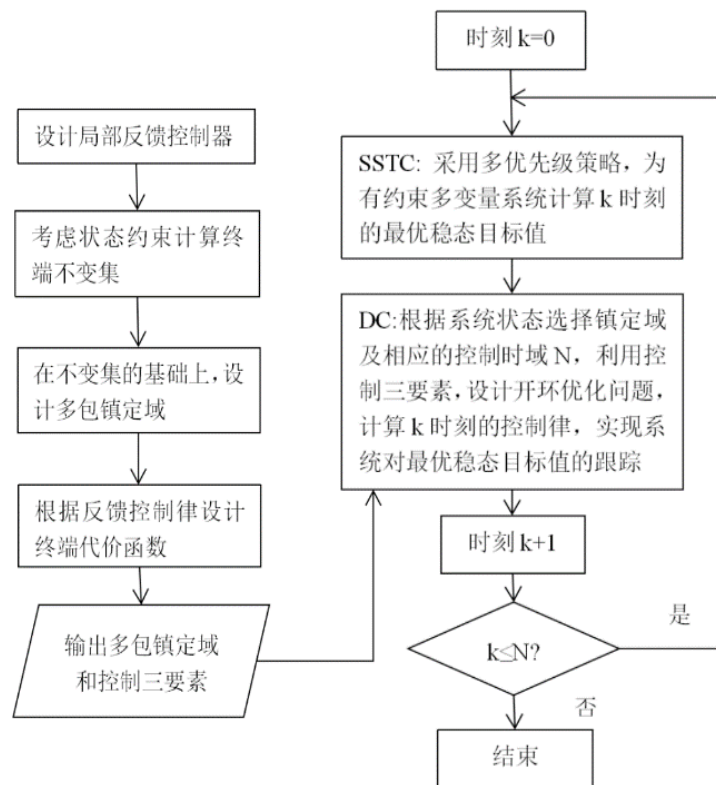 设计局部反馈控制器
考虑状态约束计算终
端不变集
在不变集的基础上，设
计多包镇定域
根据反馈控制律设计
终端代价函数
输出多包镇定域
和控制三要素
时刻 k=0
SSTC: 采用多优先级策略，为
有约束多变量系统计算 k 时刻
的最优稳态目标值
DC:根据系统状态选择镇定域
及相应的控制时域 N，利用控
制三要素，设计开环优化问题，
计算 k 时刻的控制律，实现系
统对最优稳态目标值的跟踪
时刻 k+1
k≤N?
是
否
结束